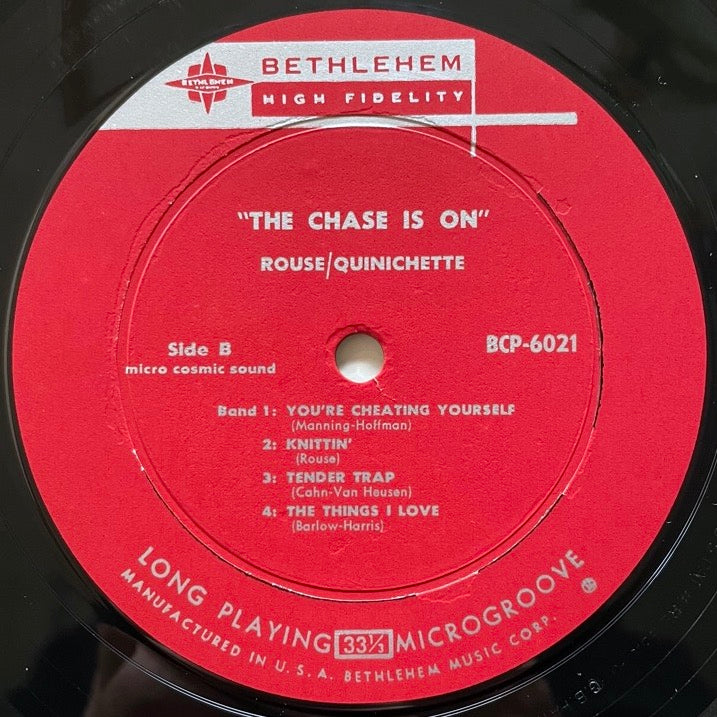 BETHLEHEM
BETHLEHEM
HIGH FIDELITY
"THE CHASE IS ON"
ROUSE/QUINICHETTE
Side B
micro cosmic sound
BCP-6021
Band 1: YOU'RE CHEATING YOURSELF
(Manning-Hoffman)
2: KNITTIN'
(Rouse)
3: TENDER TRAP
(Cahn-Van Heusen)
4: THE THINGS I LOVE
(Barlow-Harris)
LONG PLAYING 33⅓ MICROGROOVE
MANUFACTURED IN U. S. A. BETHLEHEM MUSIC CORP.